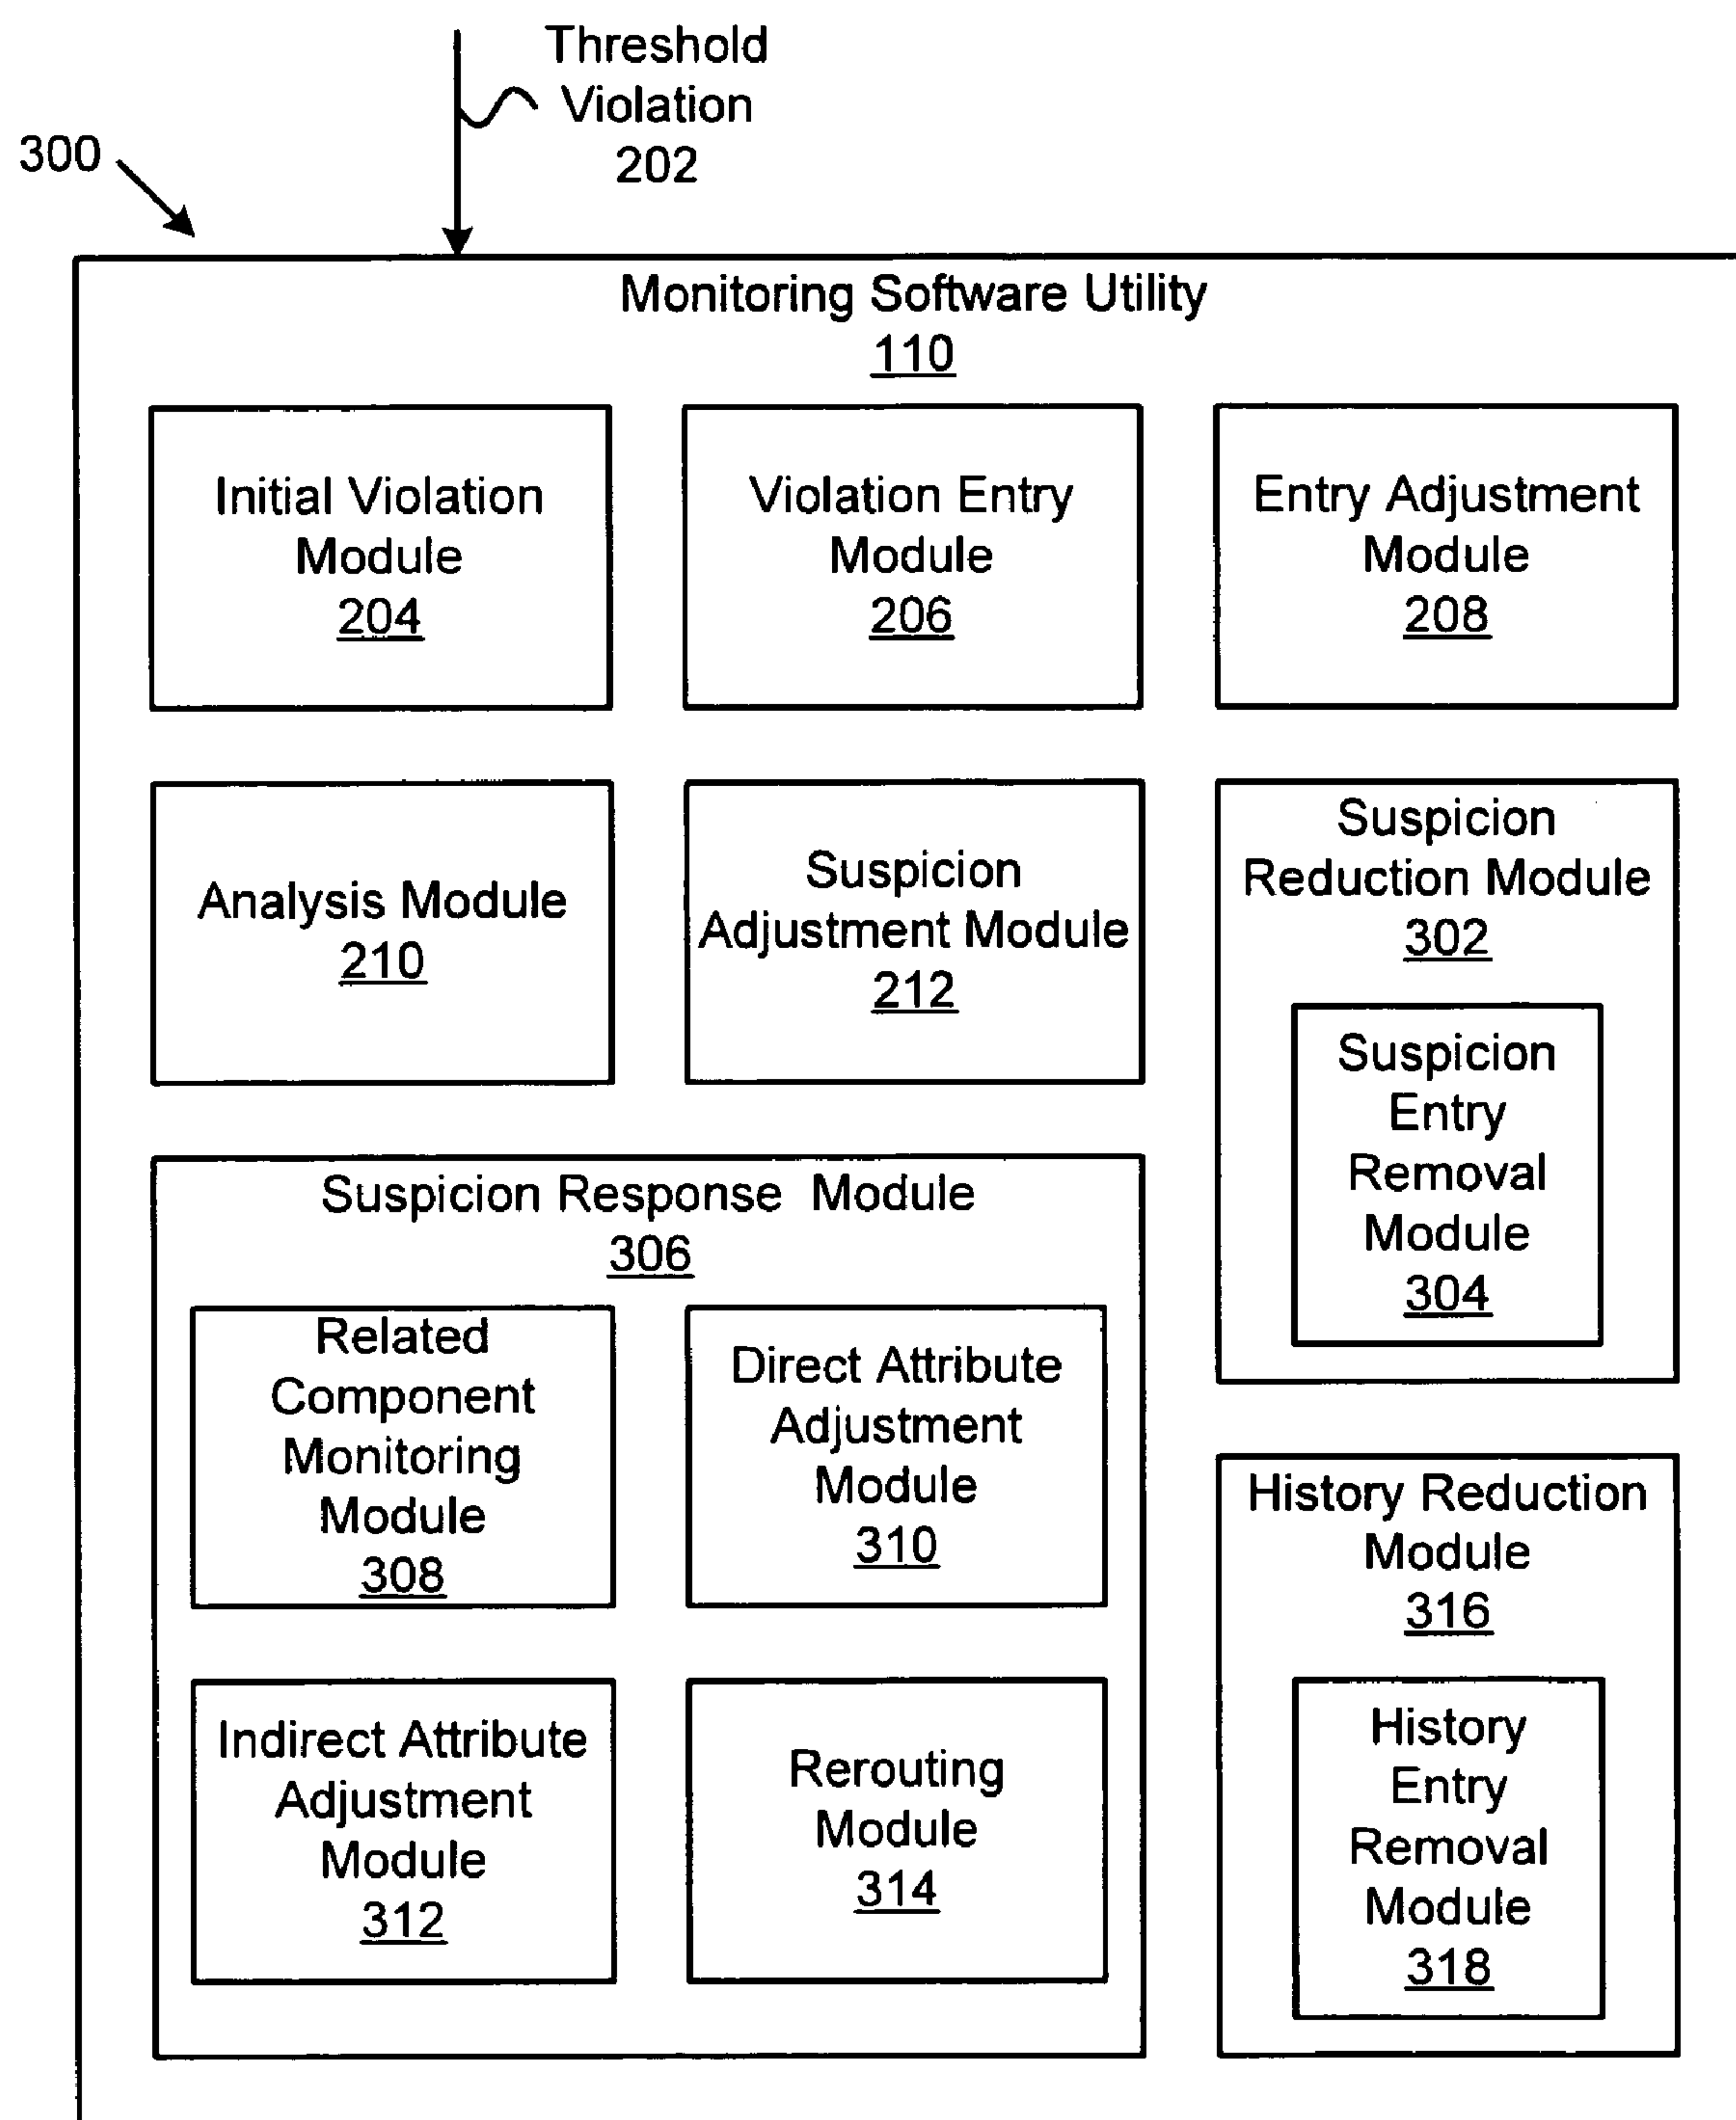 Threshold
Violation
202
300
Monitoring Software Utility
110
Initial Violation
Module
204
Violation Entry
Module
206
Entry Adjustment
Module
208
Analysis Module
210
Suspicion
Adjustment Module
212
Suspicion
Reduction Module
302
Suspicion
Entry
Removal
Module
304
Suspicion Response Module
306
Related
Component
Monitoring
Module
308
Direct Attribute
Adjustment
Module
310
Indirect Attribute
Adjustment
Module
312
Rerouting
Module
314
History Reduction
Module
316
History
Entry
Removal
Module
318